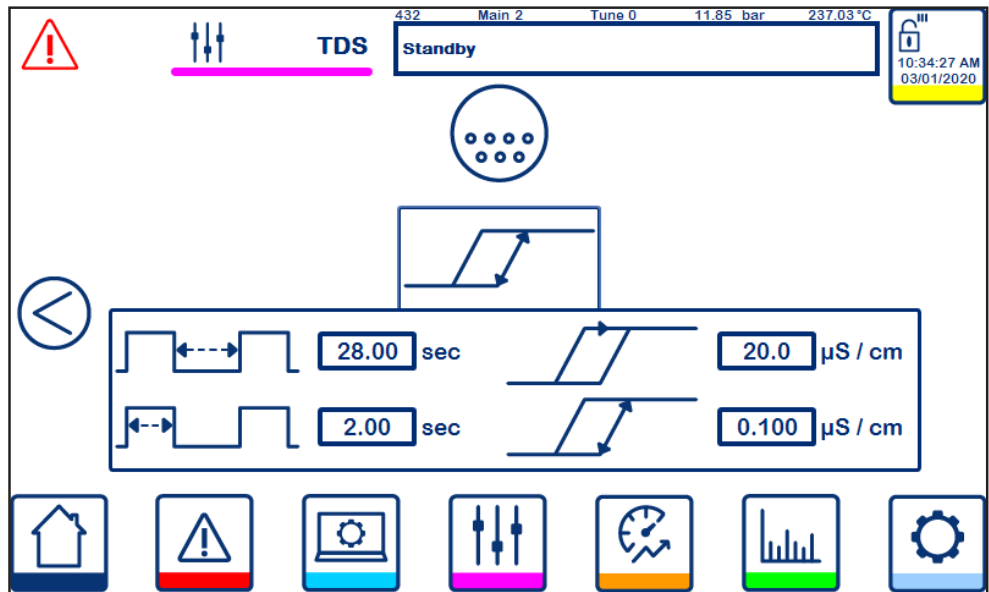 432 Main 2 Tune 0 11.85 bar 237.03 °C
TDS
Standby
10:34:27 AM
03/01/2020
28.00 sec
20.0 µS / cm
2.00 sec
0.100 µS / cm